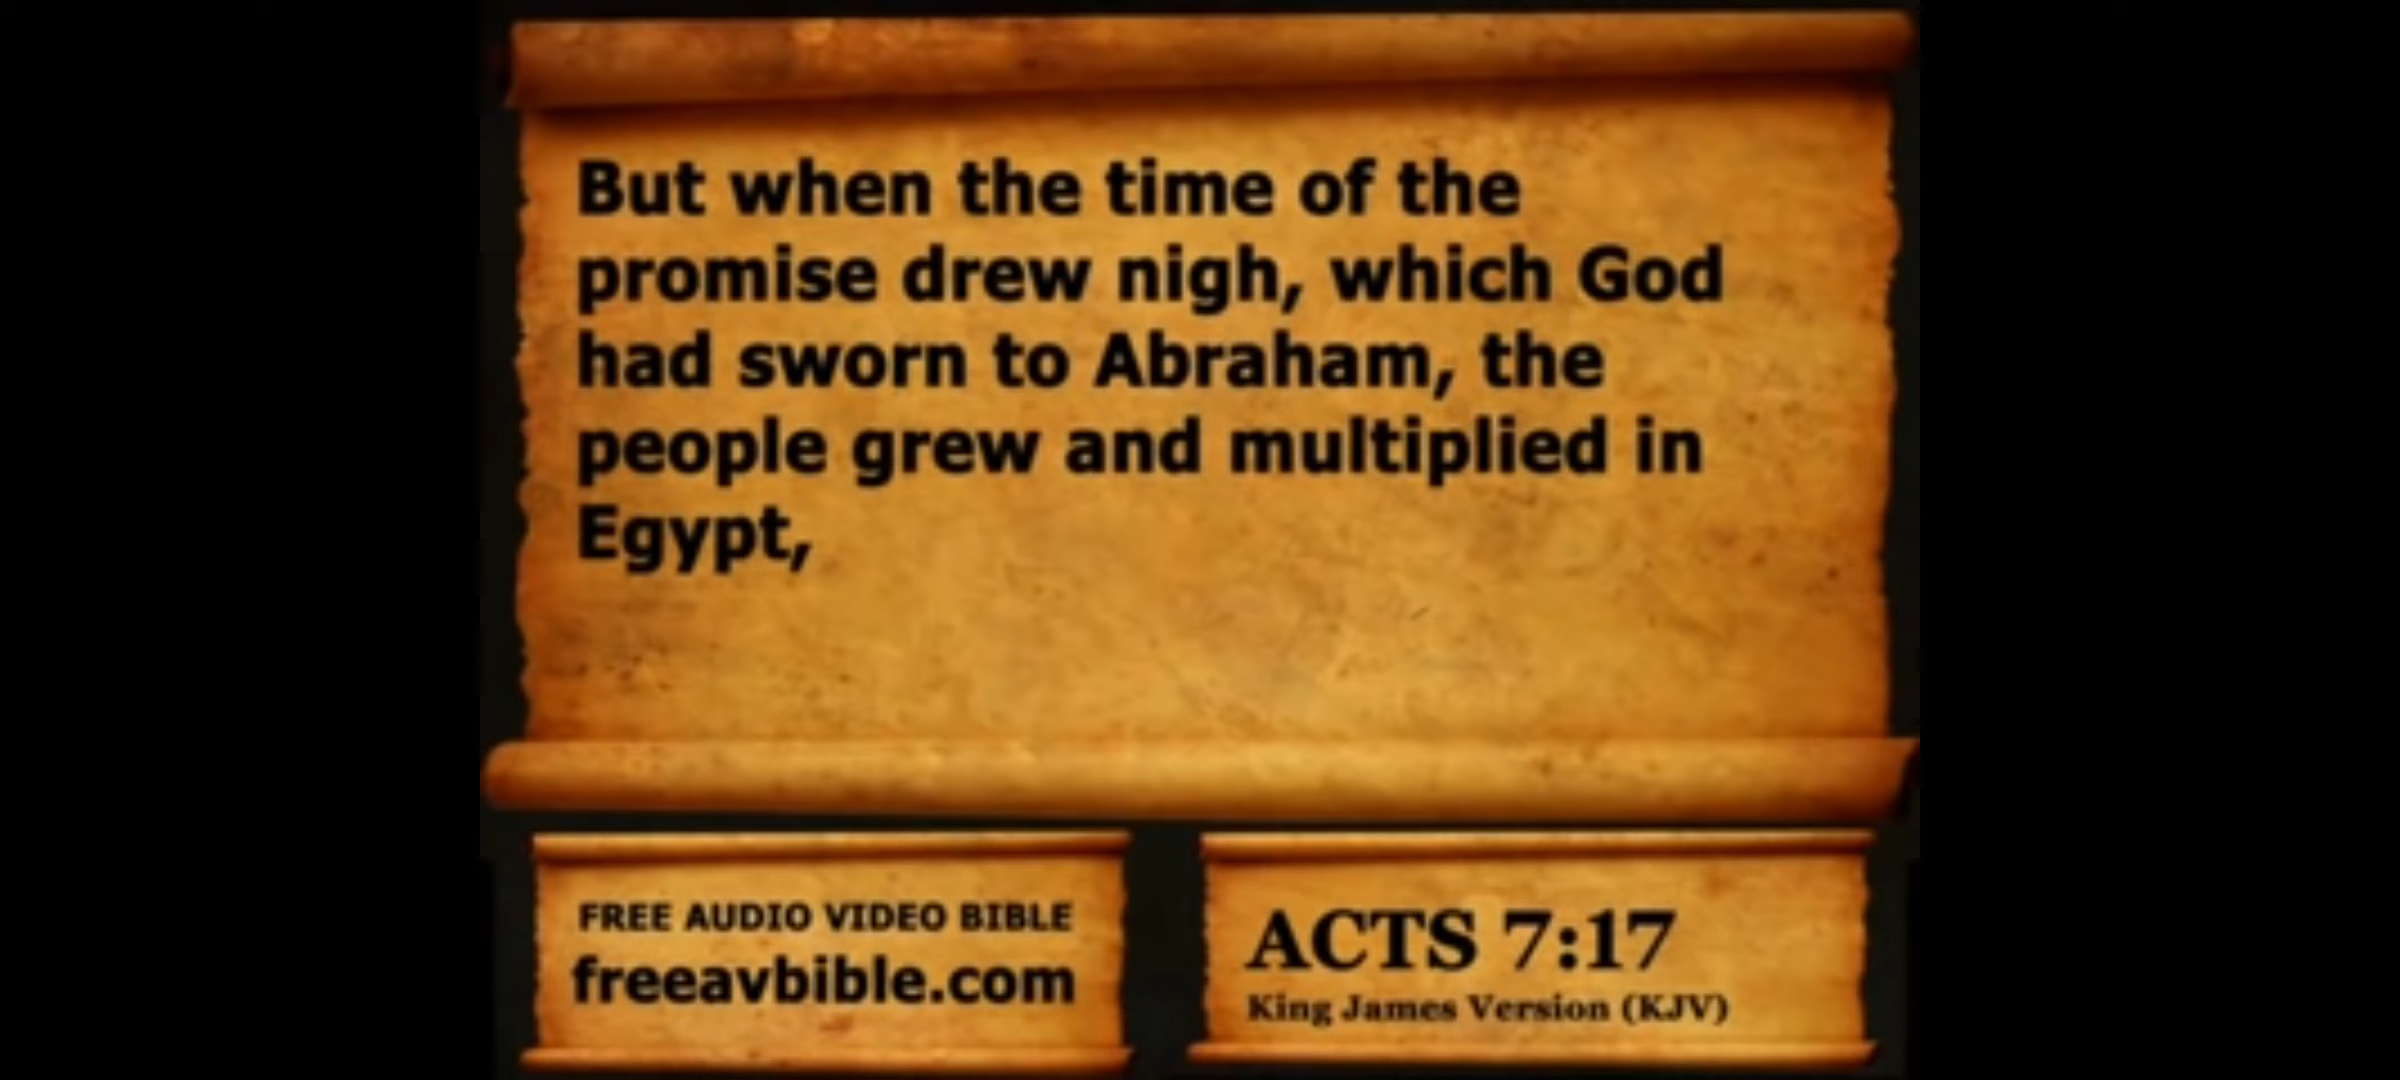 But when the time of the
promise drew nigh, which God
had sworn to Abraham, the
people grew and multiplied in
Egypt,
FREE AUDIO VIDEO BIBLE
freeavbible.com
ACTS 7:17
King James Version (KJV)